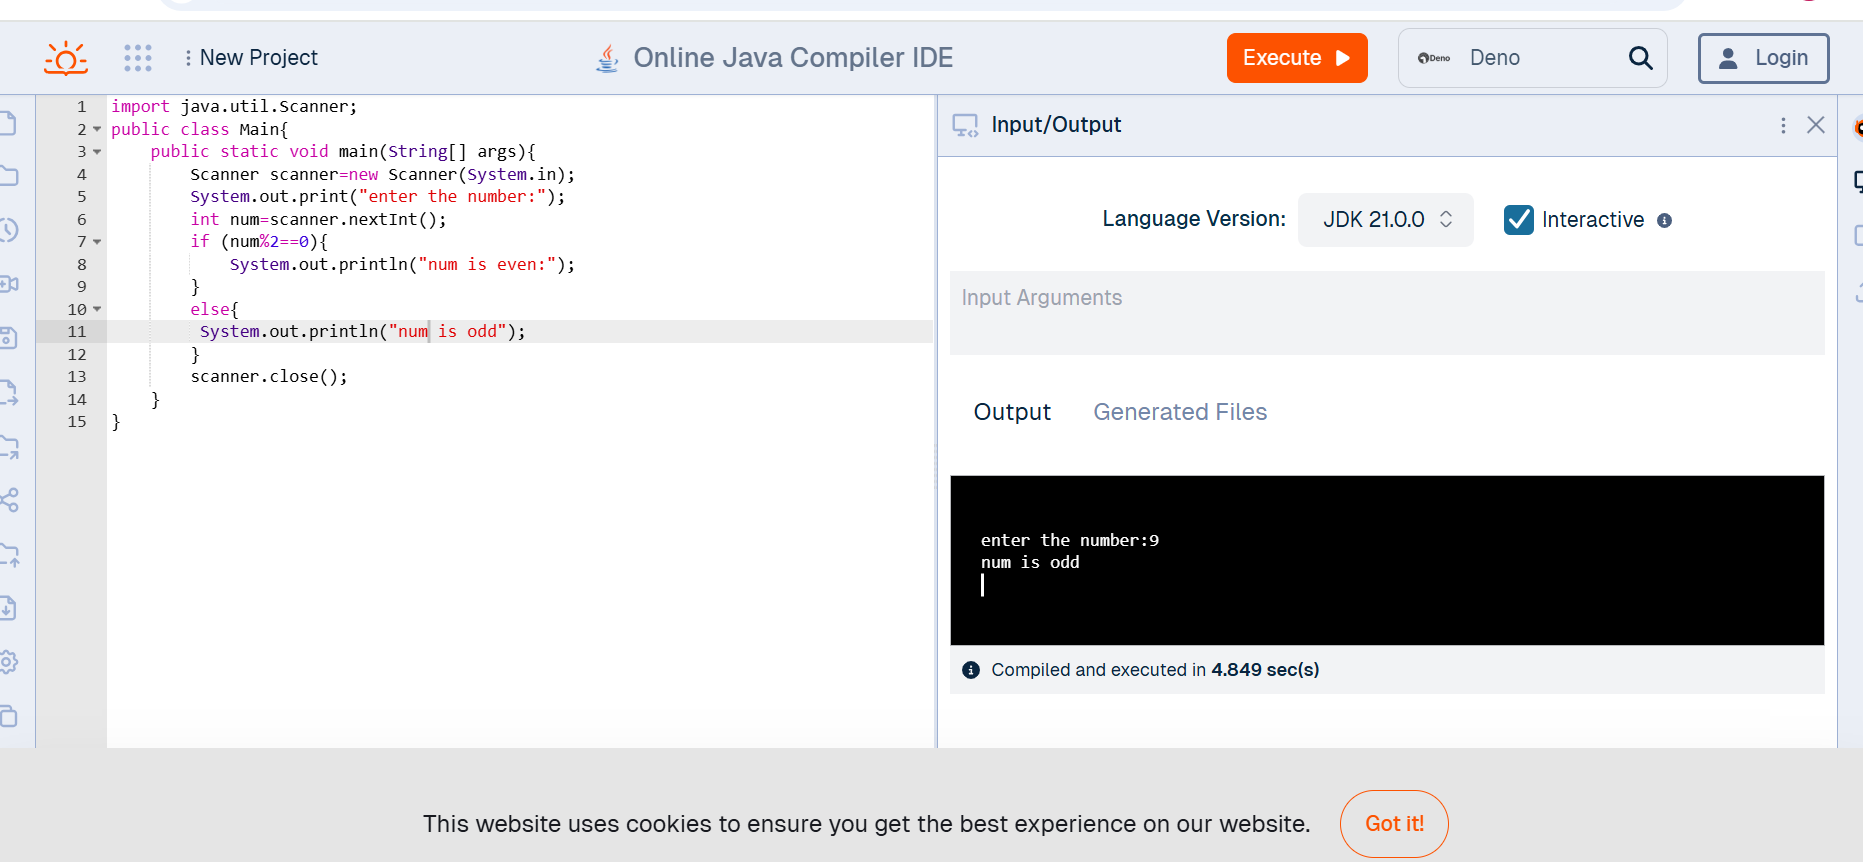 New Project
Online Java Compiler IDE
Execute
Deno
Deno
Login
1 import java.util.Scanner;
2 public class Main{
3     public static void main(String[] args){
4         Scanner scanner=new Scanner(System.in);
5         System.out.print("enter the number:");
6         int num=scanner.nextInt();
7         if (num%2==0){
8             System.out.println("num is even:");
9         }
10         else{
11          System.out.println("num is odd");
12         }
13         scanner.close();
14     }
15 }
Input/Output
Language Version: JDK 21.0.0 Interactive
Input Arguments
Output Generated Files
enter the number:9
num is odd
Compiled and executed in 4.849 sec(s)
This website uses cookies to ensure you get the best experience on our website. Got it!